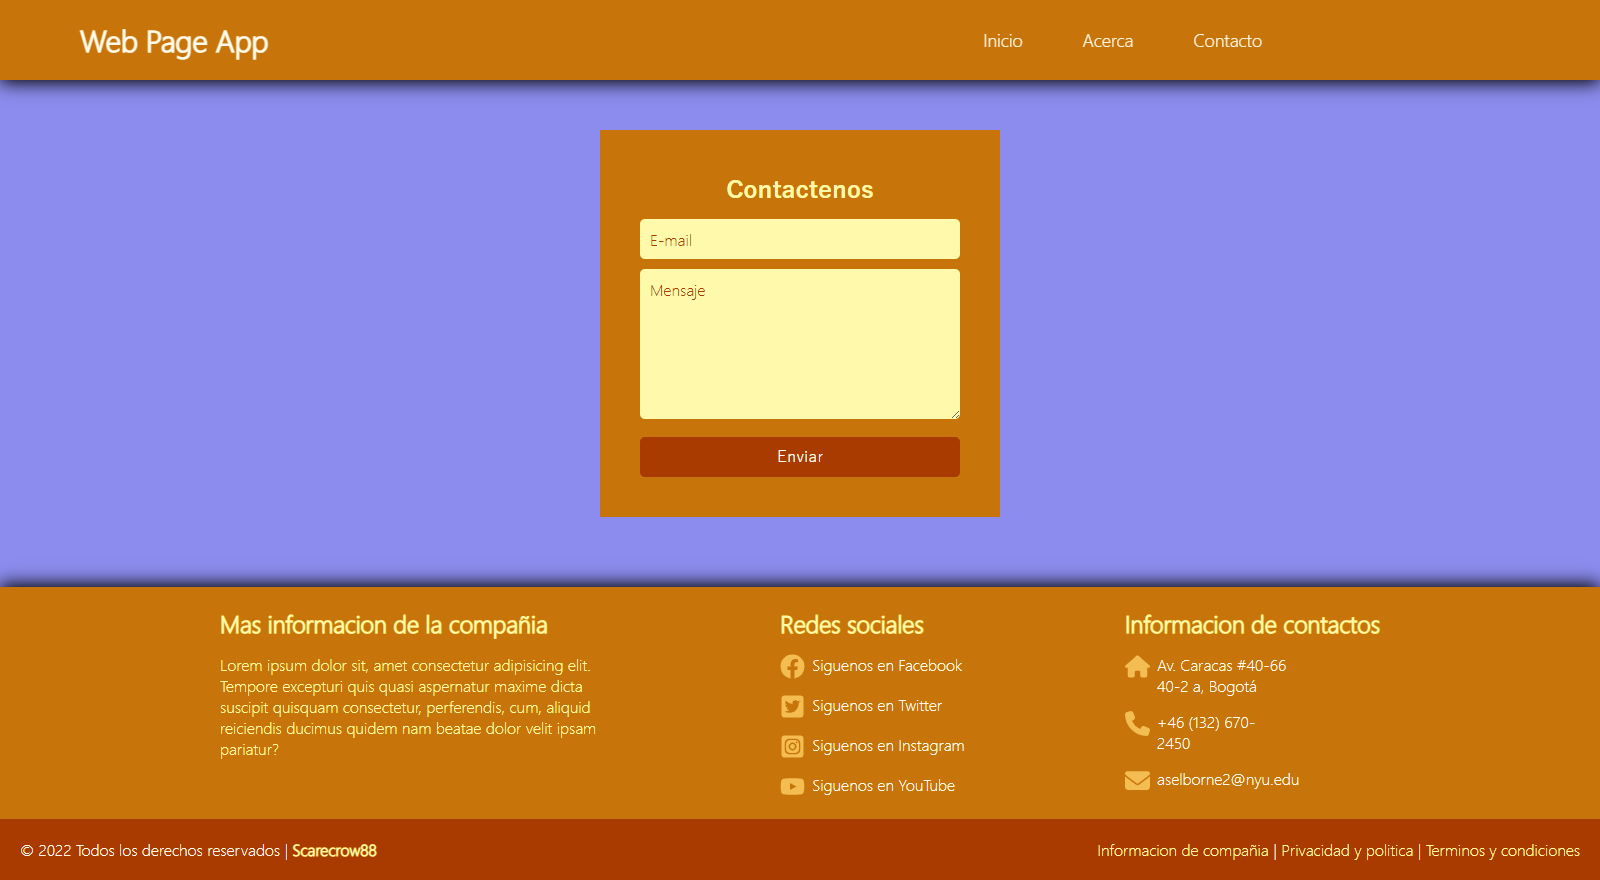 Web Page App
Inicio
Acerca
Contacto
Contactenos
E-mail
Mensaje
Enviar
Mas informacion de la compañia
Lorem ipsum dolor sit, amet consectetur adipisicing elit.
Tempore excepturi quis quasi aspernatur maxime dicta
suscipit quisquam consectetur, perferendis, cum, aliquid
reiciendis ducimus quidem nam beatae dolor velit ipsam
pariatur?
Redes sociales
Siguenos en Facebook
Siguenos en Twitter
Siguenos en Instagram
Siguenos en YouTube
Informacion de contactos
Av. Caracas #40-66
40-2 a, Bogotá
+46 (132) 670-
2450
aselborne2@nyu.edu
© 2022 Todos los derechos reservados | Scarecrow88
Informacion de compañia | Privacidad y politica | Terminos y condiciones